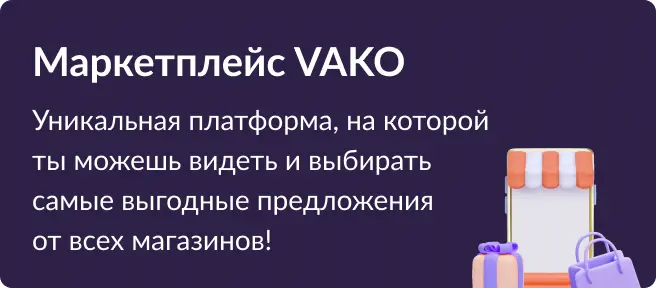 Маркетплейс VAKO
Уникальная платформа, на которой
ты можешь видеть и выбирать
самые выгодные предложения
от всех магазинов!